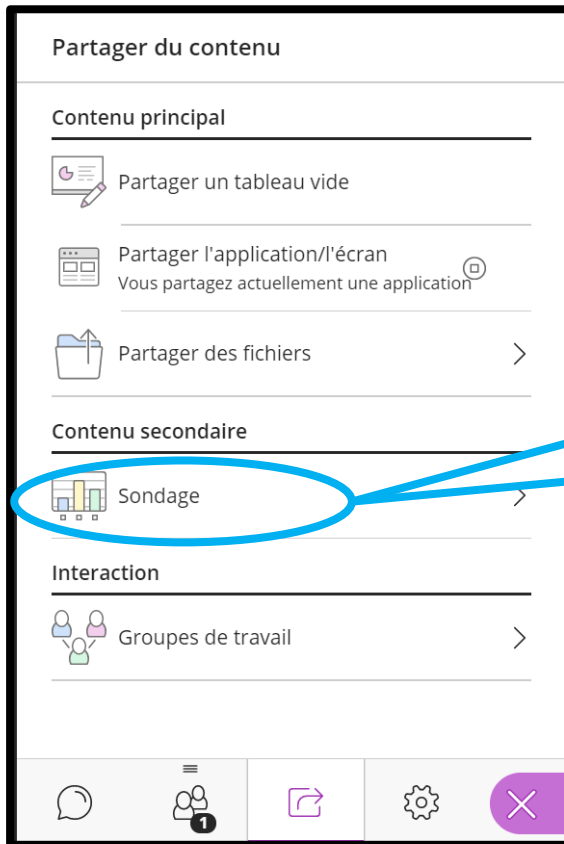 Partager du contenu
Contenu principal
Partager un tableau vide
Partager l'application/l'écran
Vous partagez actuellement une application
Partager des fichiers
Contenu secondaire
Sondage
Interaction
Groupes de travail
1